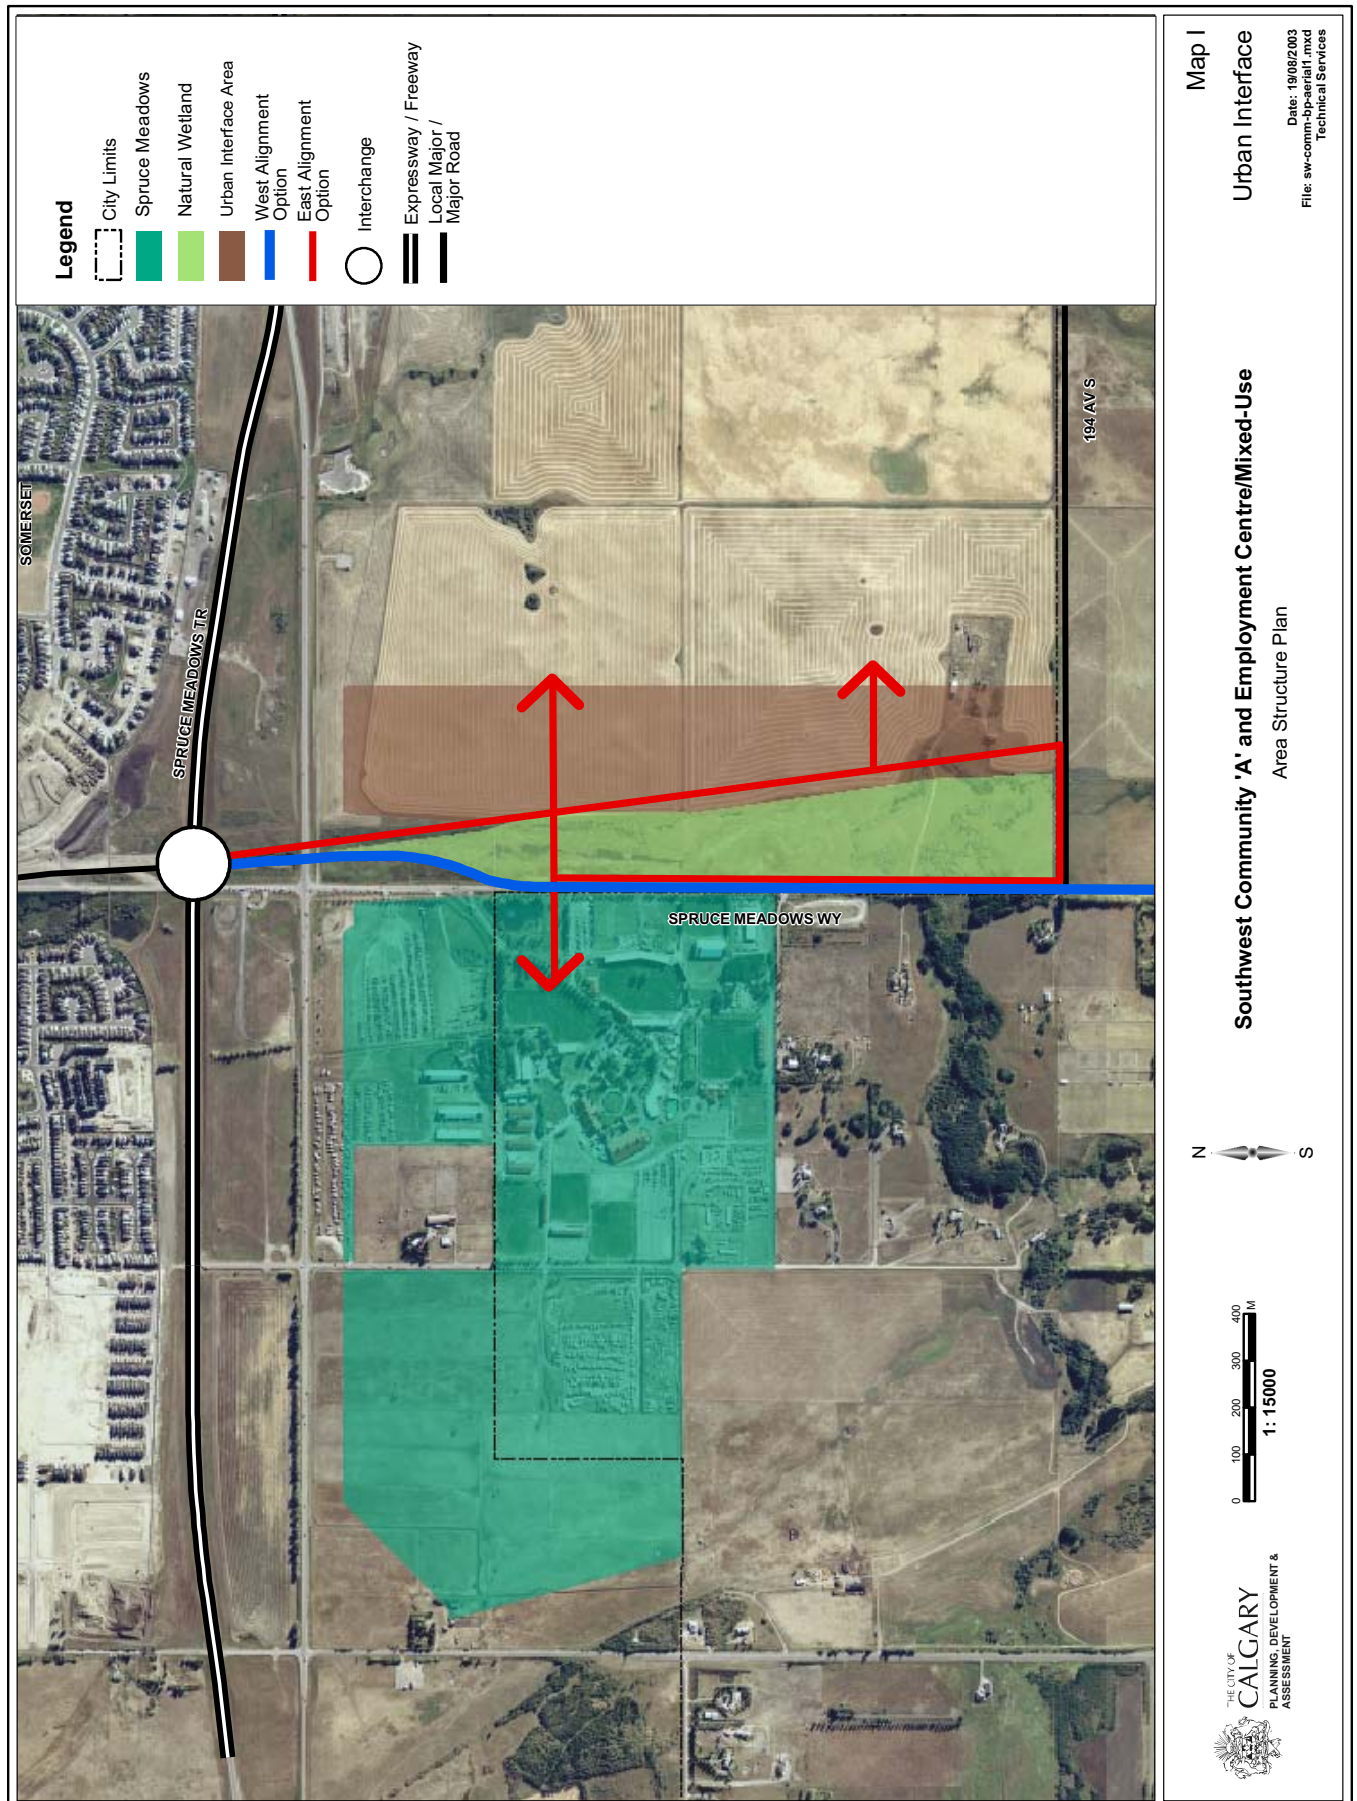 Legend
City Limits
Spruce Meadows
Natural Wetland
Urban Interface Area
West Alignment
Option
East Alignment
Option
Interchange
Expressway / Freeway
Local Major /
Major Road
SOMERSET
SPRUCE MEADOWS TR
194 AV S
SPRUCE MEADOWS WY
Map I
Urban Interface
Date: 19/08/2003
File: sw-comm-bp-aerial1.mxd
Technical Services
Southwest Community 'A' and Employment Centre/Mixed-Use
Area Structure Plan
N
S
0 100 200 300 400
M
1: 15000
THE CITY OF
CALGARY
PLANNING, DEVELOPMENT &
ASSESSMENT